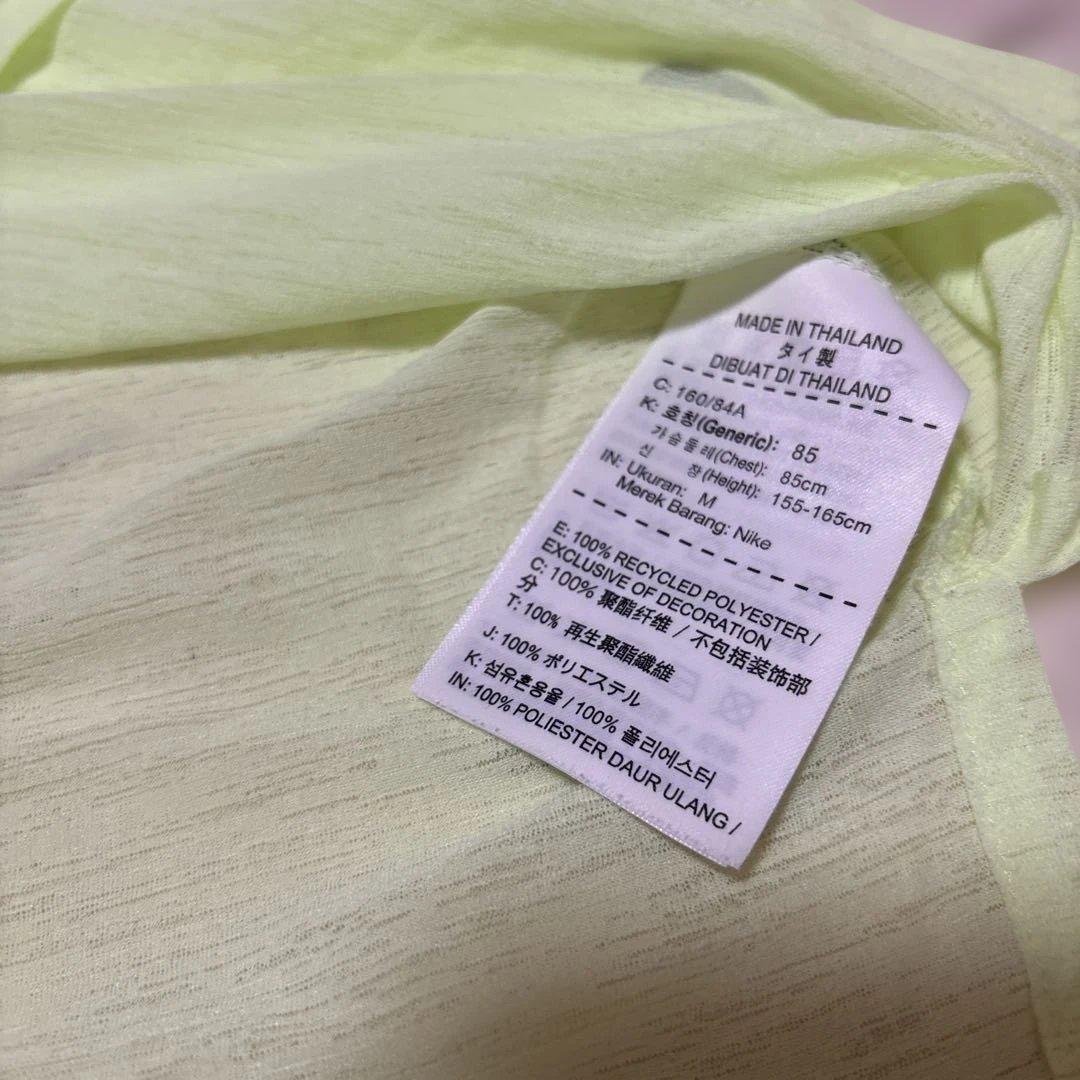 MADE IN THAILAND
タイ製
DIBUAT DI THAILAND
C: 160/84A
K: 호칭(Generic): 85
가슴둘레(Chest): 85cm
신 장(Height): 155-165cm
IN: Ukuran: M
Merek Barang: Nike
E: 100% RECYCLED POLYESTER /
EXCLUSIVE OF DECORATION
C: 100% 聚酯纤维 / 不包括装饰部
分
T: 100% 再生聚酯纖維
J: 100% ポリエステル
K: 섬유혼용율 / 100% 폴리에스터
IN: 100% POLIESTER DAUR ULANG /